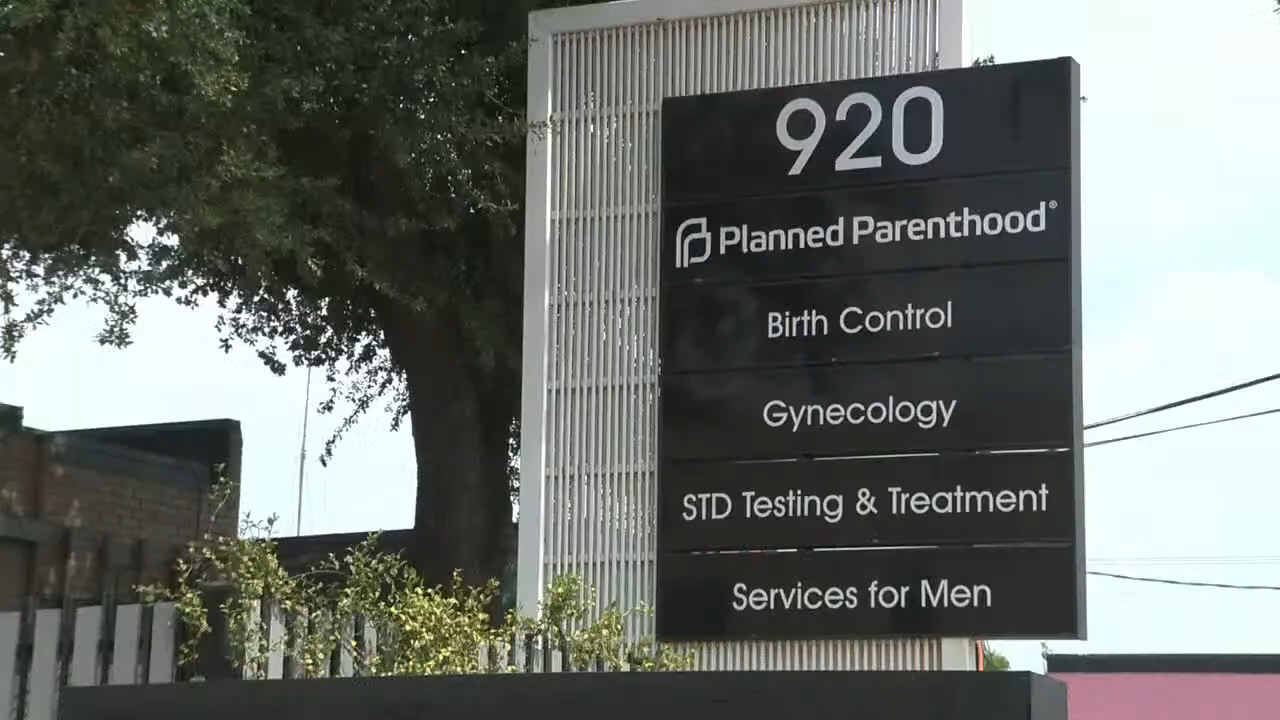 920
Planned Parenthood®
Birth Control
Gynecology
STD Testing & Treatment
Services for Men